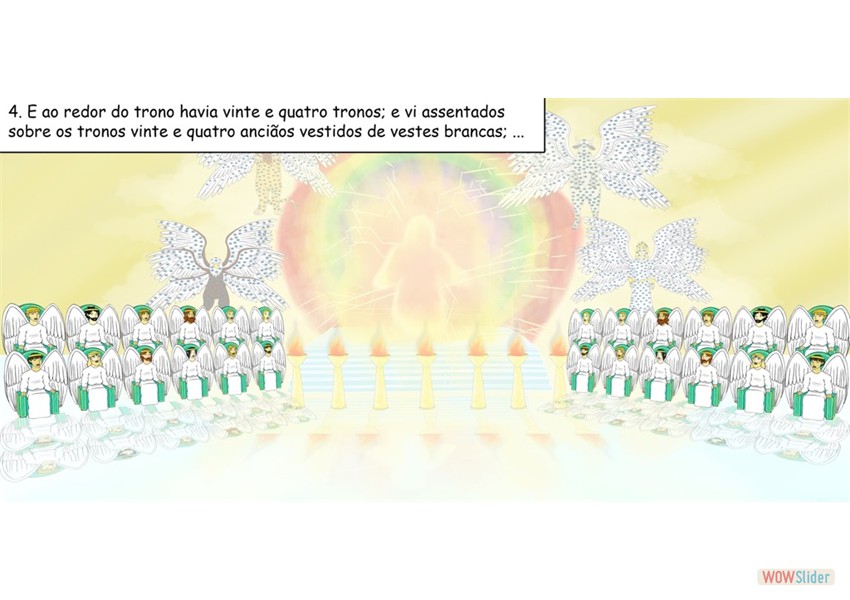 4. E ao redor do trono havia vinte e quatro tronos; e vi assentados
sobre os tronos vinte e quatro anciãos vestidos de vestes brancas; ...
WOWSlider